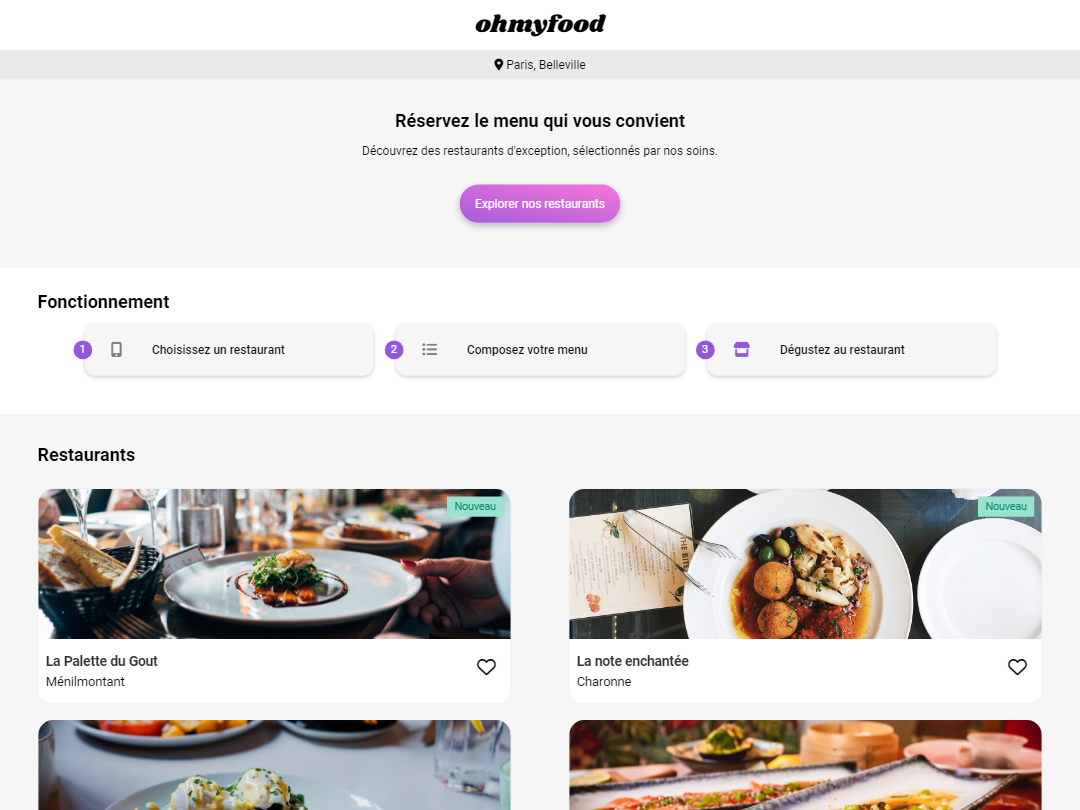 ohmyfood
Paris, Belleville
Réservez le menu qui vous convient
Découvrez des restaurants d'exception, sélectionnés par nos soins.
Explorer nos restaurants
Fonctionnement
1 Choisissez un restaurant
2 Composez votre menu
3 Dégustez au restaurant
Restaurants
Nouveau
Nouveau
La Palette du Gout
Ménilmontant
La note enchantée
Charonne